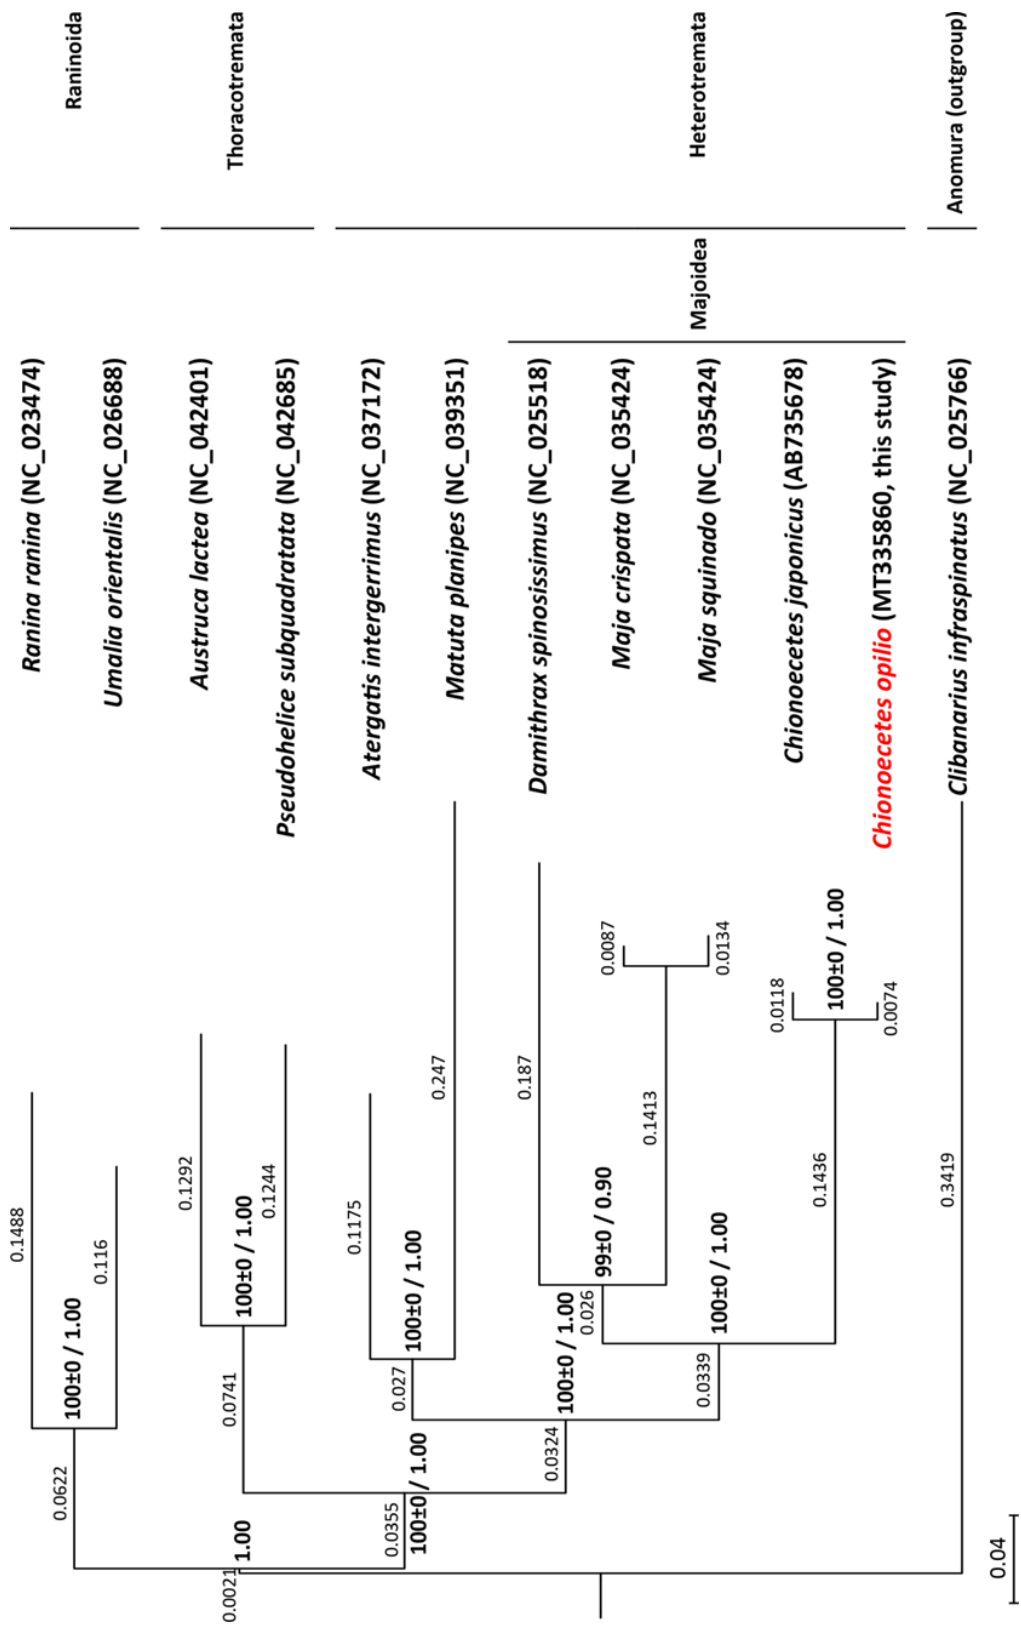 Ranina ranina (NC_023474)
Umalia orientalis (NC_026688)
Austruca lactea (NC_042401)
Pseudohelice subquadratata (NC_042685)
Atergatis intergerrimus (NC_037172)
Matuta planipes (NC_039351)
Damithrax spinosissimus (NC_025518)
Maja crispata (NC_035424)
Maja squinado (NC_035424)
Chionoecetes japonicus (AB735678)
Chionoecetes opilio (MT335860, this study)
Clibanarius infraspinatus (NC_025766)
Majoidea
Raninoida
Thoracotremata
Heterotremata
Anomura (outgroup)
0.1488
100±0 / 1.00
0.116
0.0622
0.1292
100±0 / 1.00
0.1244
0.0741
0.1175
100±0 / 1.00
0.247
0.027
0.187
99±0 / 0.90
0.026
0.0087
0.1413
0.0134
100±0 / 1.00
100±0 / 1.00
0.0339
0.0324
0.0118
100±0 / 1.00
0.0074
0.1436
0.0355
100±0 / 1.00
1.00
0.0021
0.3419
0.04